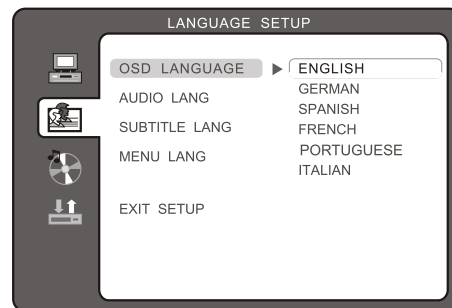 LANGUAGE SETUP
OSD LANGUAGE
AUDIO LANG
SUBTITLE LANG
MENU LANG
EXIT SETUP
ENGLISH
GERMAN
SPANISH
FRENCH
PORTUGUESE
ITALIAN